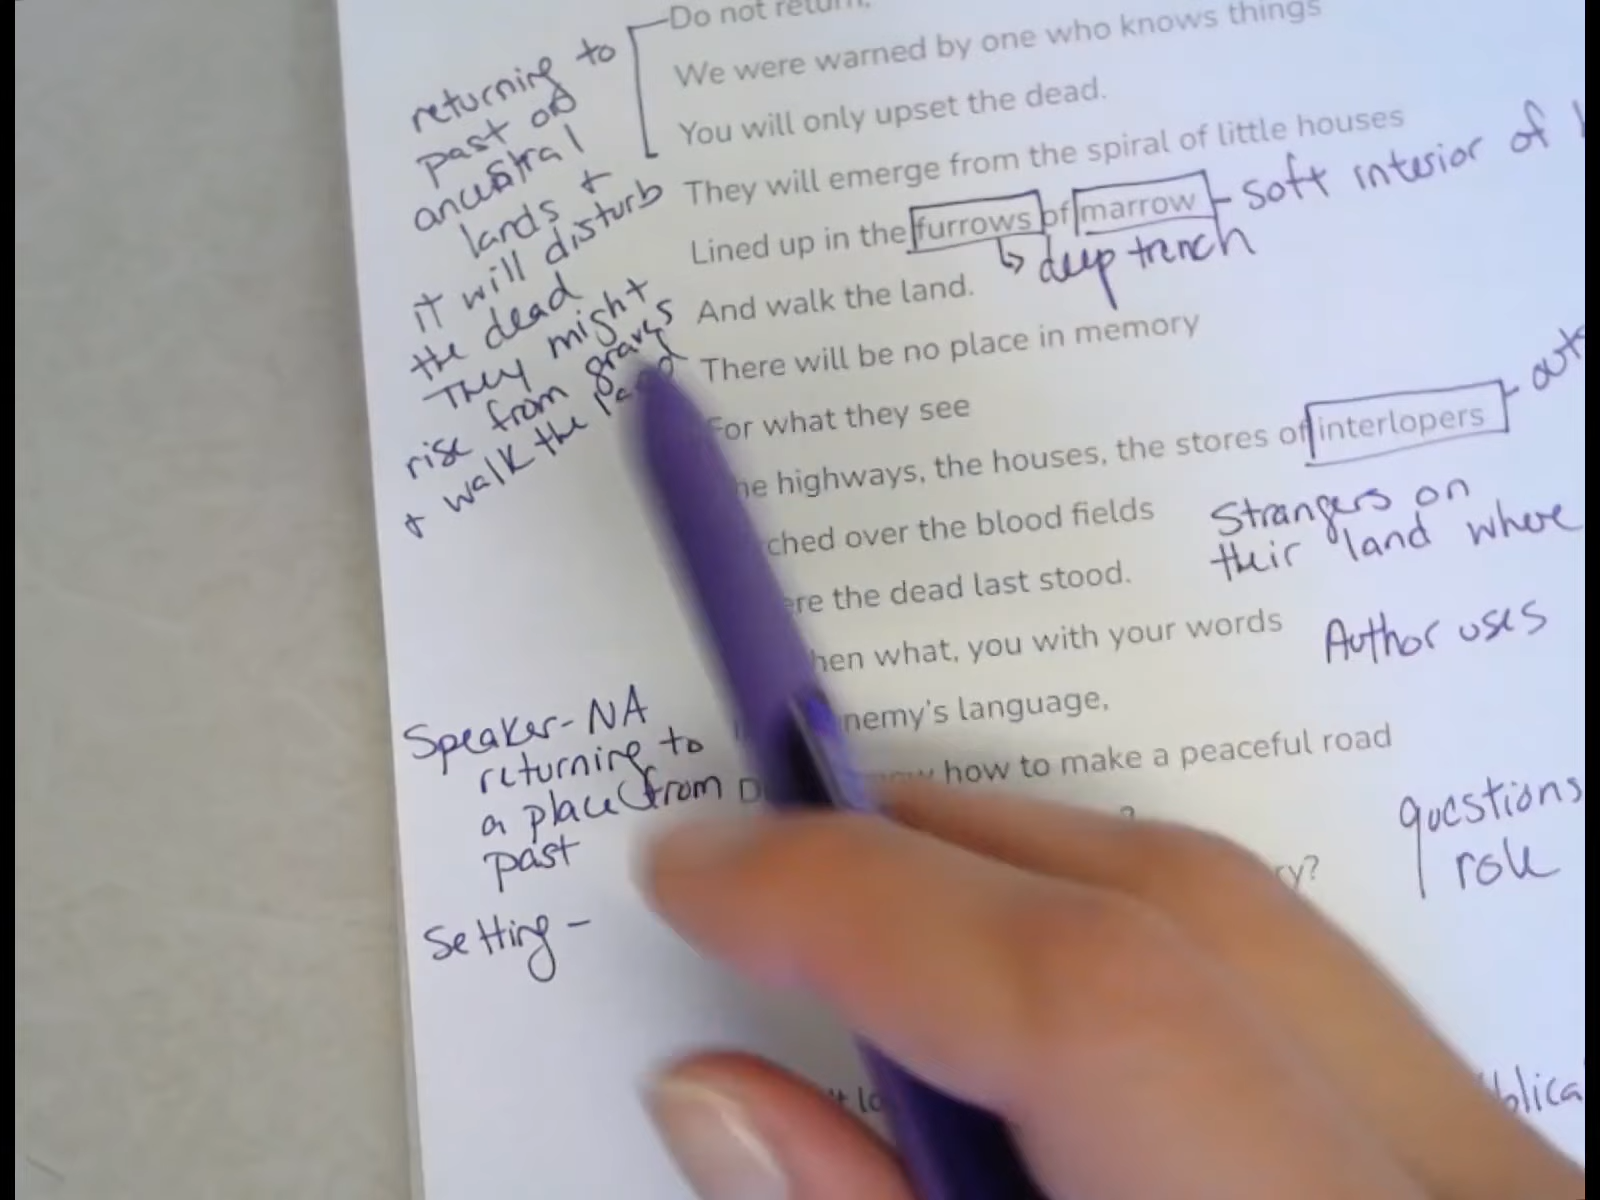 Do not return,
We were warned by one who knows things
You will only upset the dead.
They will emerge from the spiral of little houses
Lined up in the furrows of marrow
And walk the land.
There will be no place in memory
For what they see
highways, the houses, the stores of interlopers
over the blood fields
the dead last stood.
what, you with your words
language,
how to make a peaceful road
returning to
past or
ancestral
lands +
it will disturb
the dead
They might
rise from graves
+ walk the land
Speaker - NA
returning to
a place from
past
Setting -
soft interior of
↳ deep trench
Strangers on
their land where
Author uses
questions
role